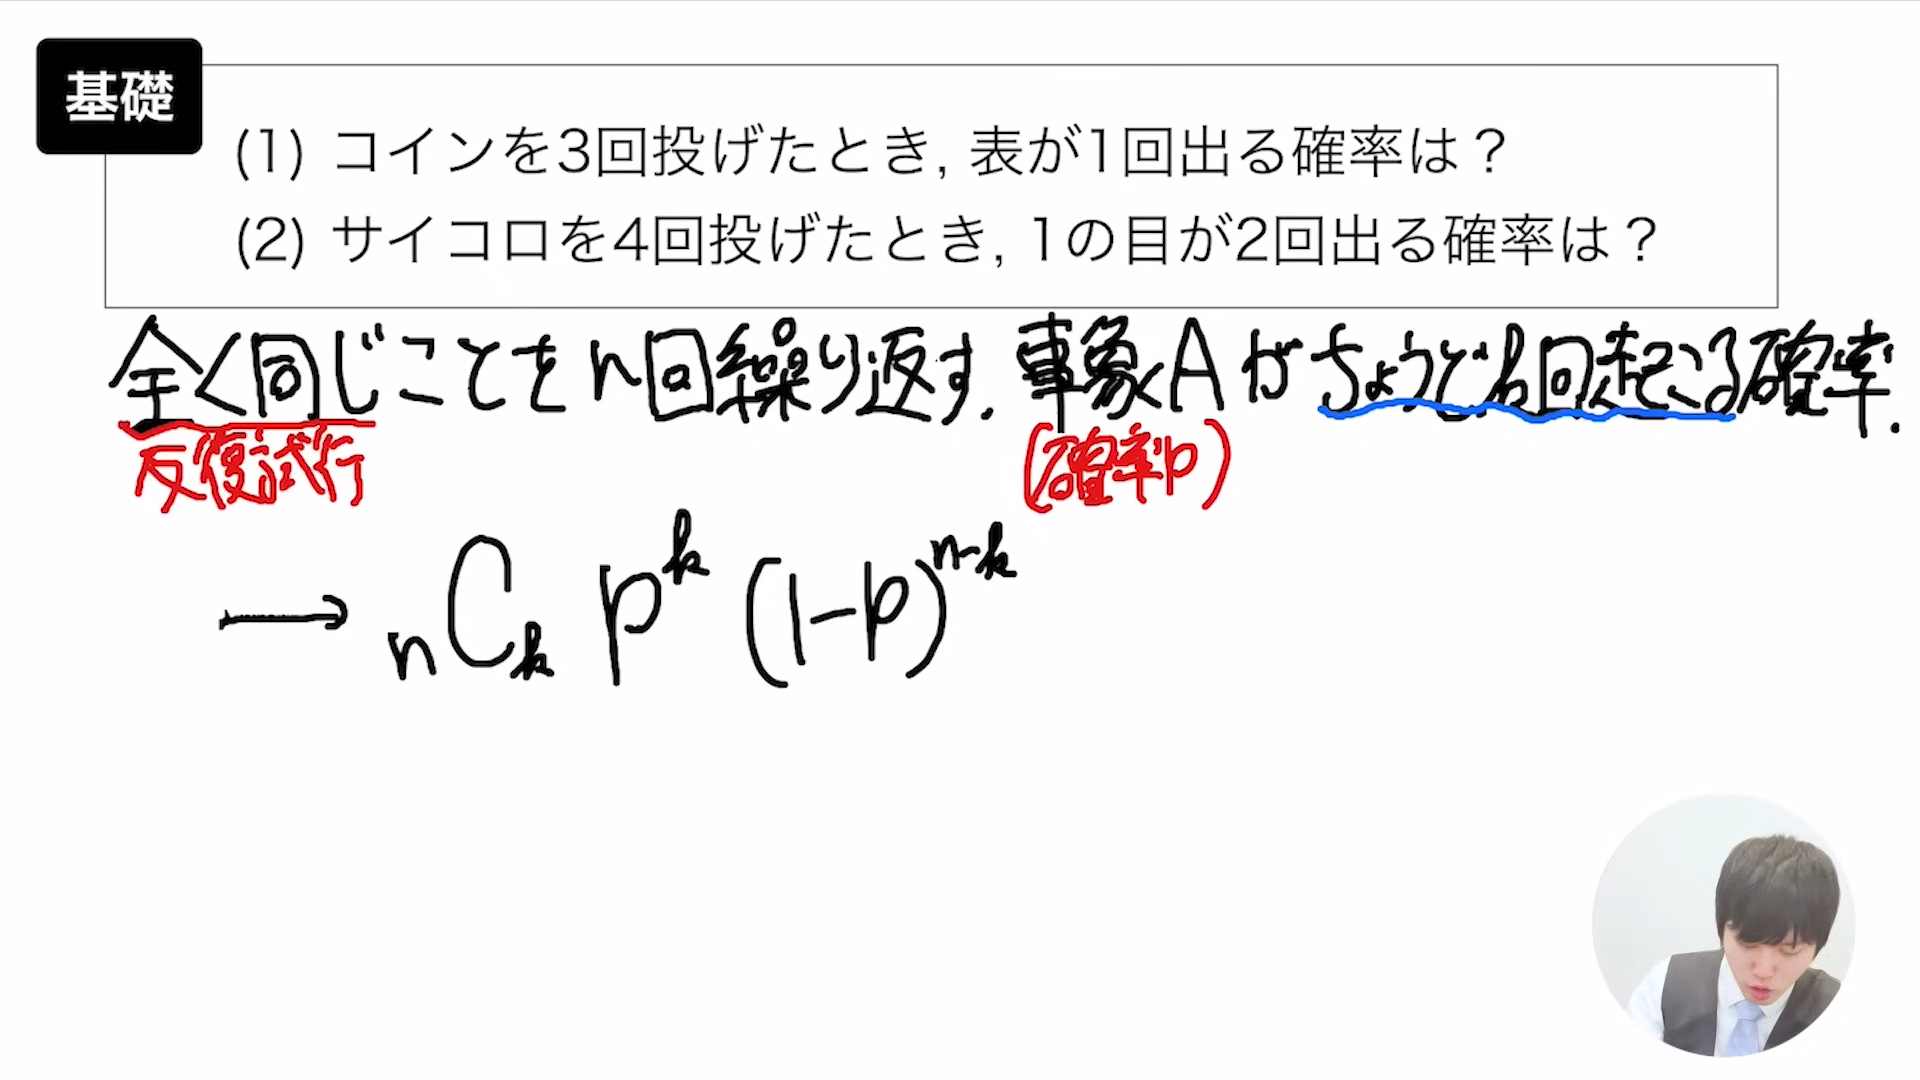 基礎
(1) コインを3回投げたとき, 表が1回出る確率は？
(2) サイコロを4回投げたとき, 1の目が2回出る確率は？
全く同じことをn回繰り返す. 事象Aがちょうどk回起こる確率.
反復試行 (確率p)
→ nCk p^k (1-p)^n-k